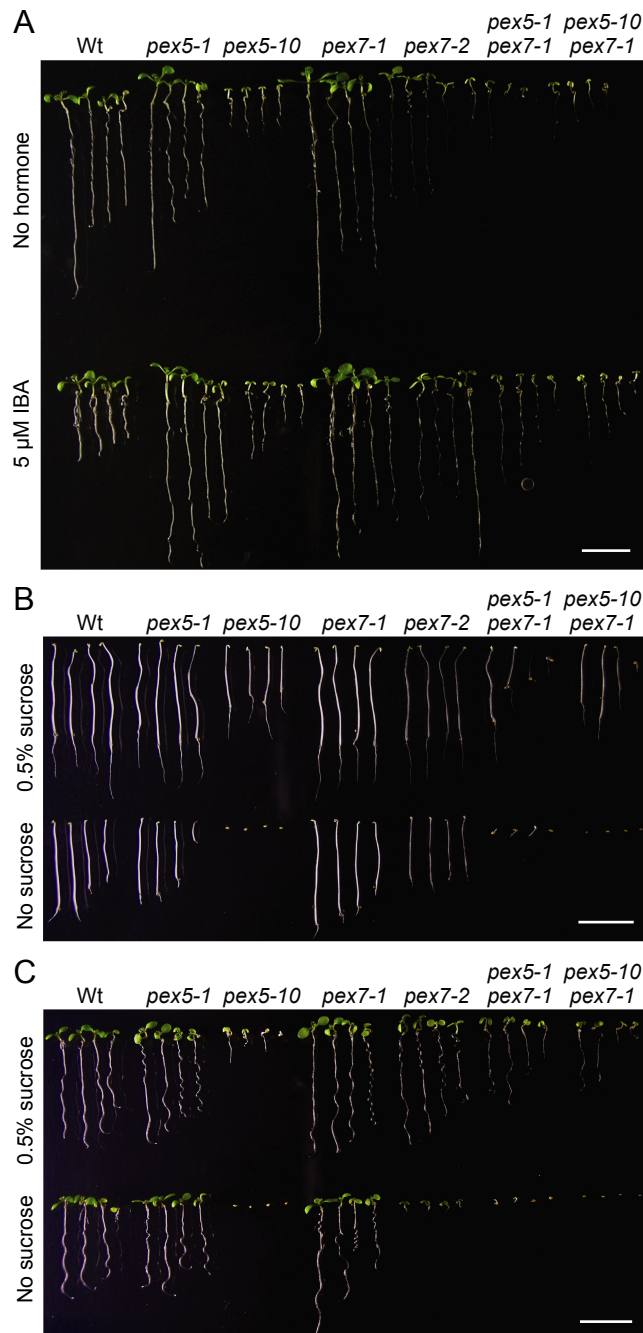 A
Wt pex5-1 pex5-10 pex7-1 pex7-2 pex5-1 pex7-1 pex5-10 pex7-1
No hormone
5 µM IBA
B
Wt pex5-1 pex5-10 pex7-1 pex7-2 pex5-1 pex7-1 pex5-10 pex7-1
0.5% sucrose
No sucrose
C
Wt pex5-1 pex5-10 pex7-1 pex7-2 pex5-1 pex7-1 pex5-10 pex7-1
0.5% sucrose
No sucrose